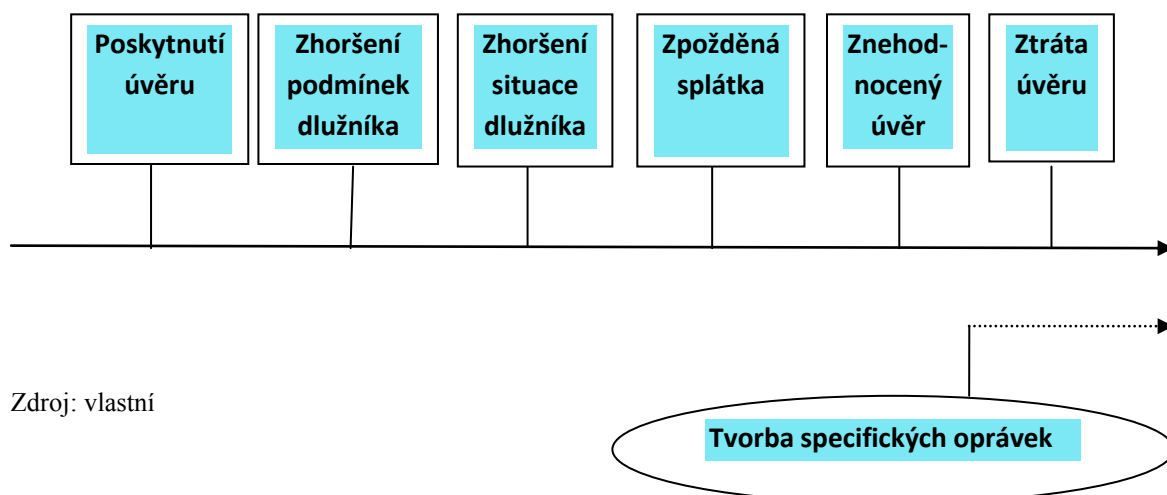 Poskytnutí
úvěru
Zhoršení
podmínek
dlužníka
Zhoršení
situace
dlužníka
Zpožděná
splátka
Znehod-
nocený
úvěr
Ztráta
úvěru
Zdroj: vlastní
Tvorba specifických oprávek